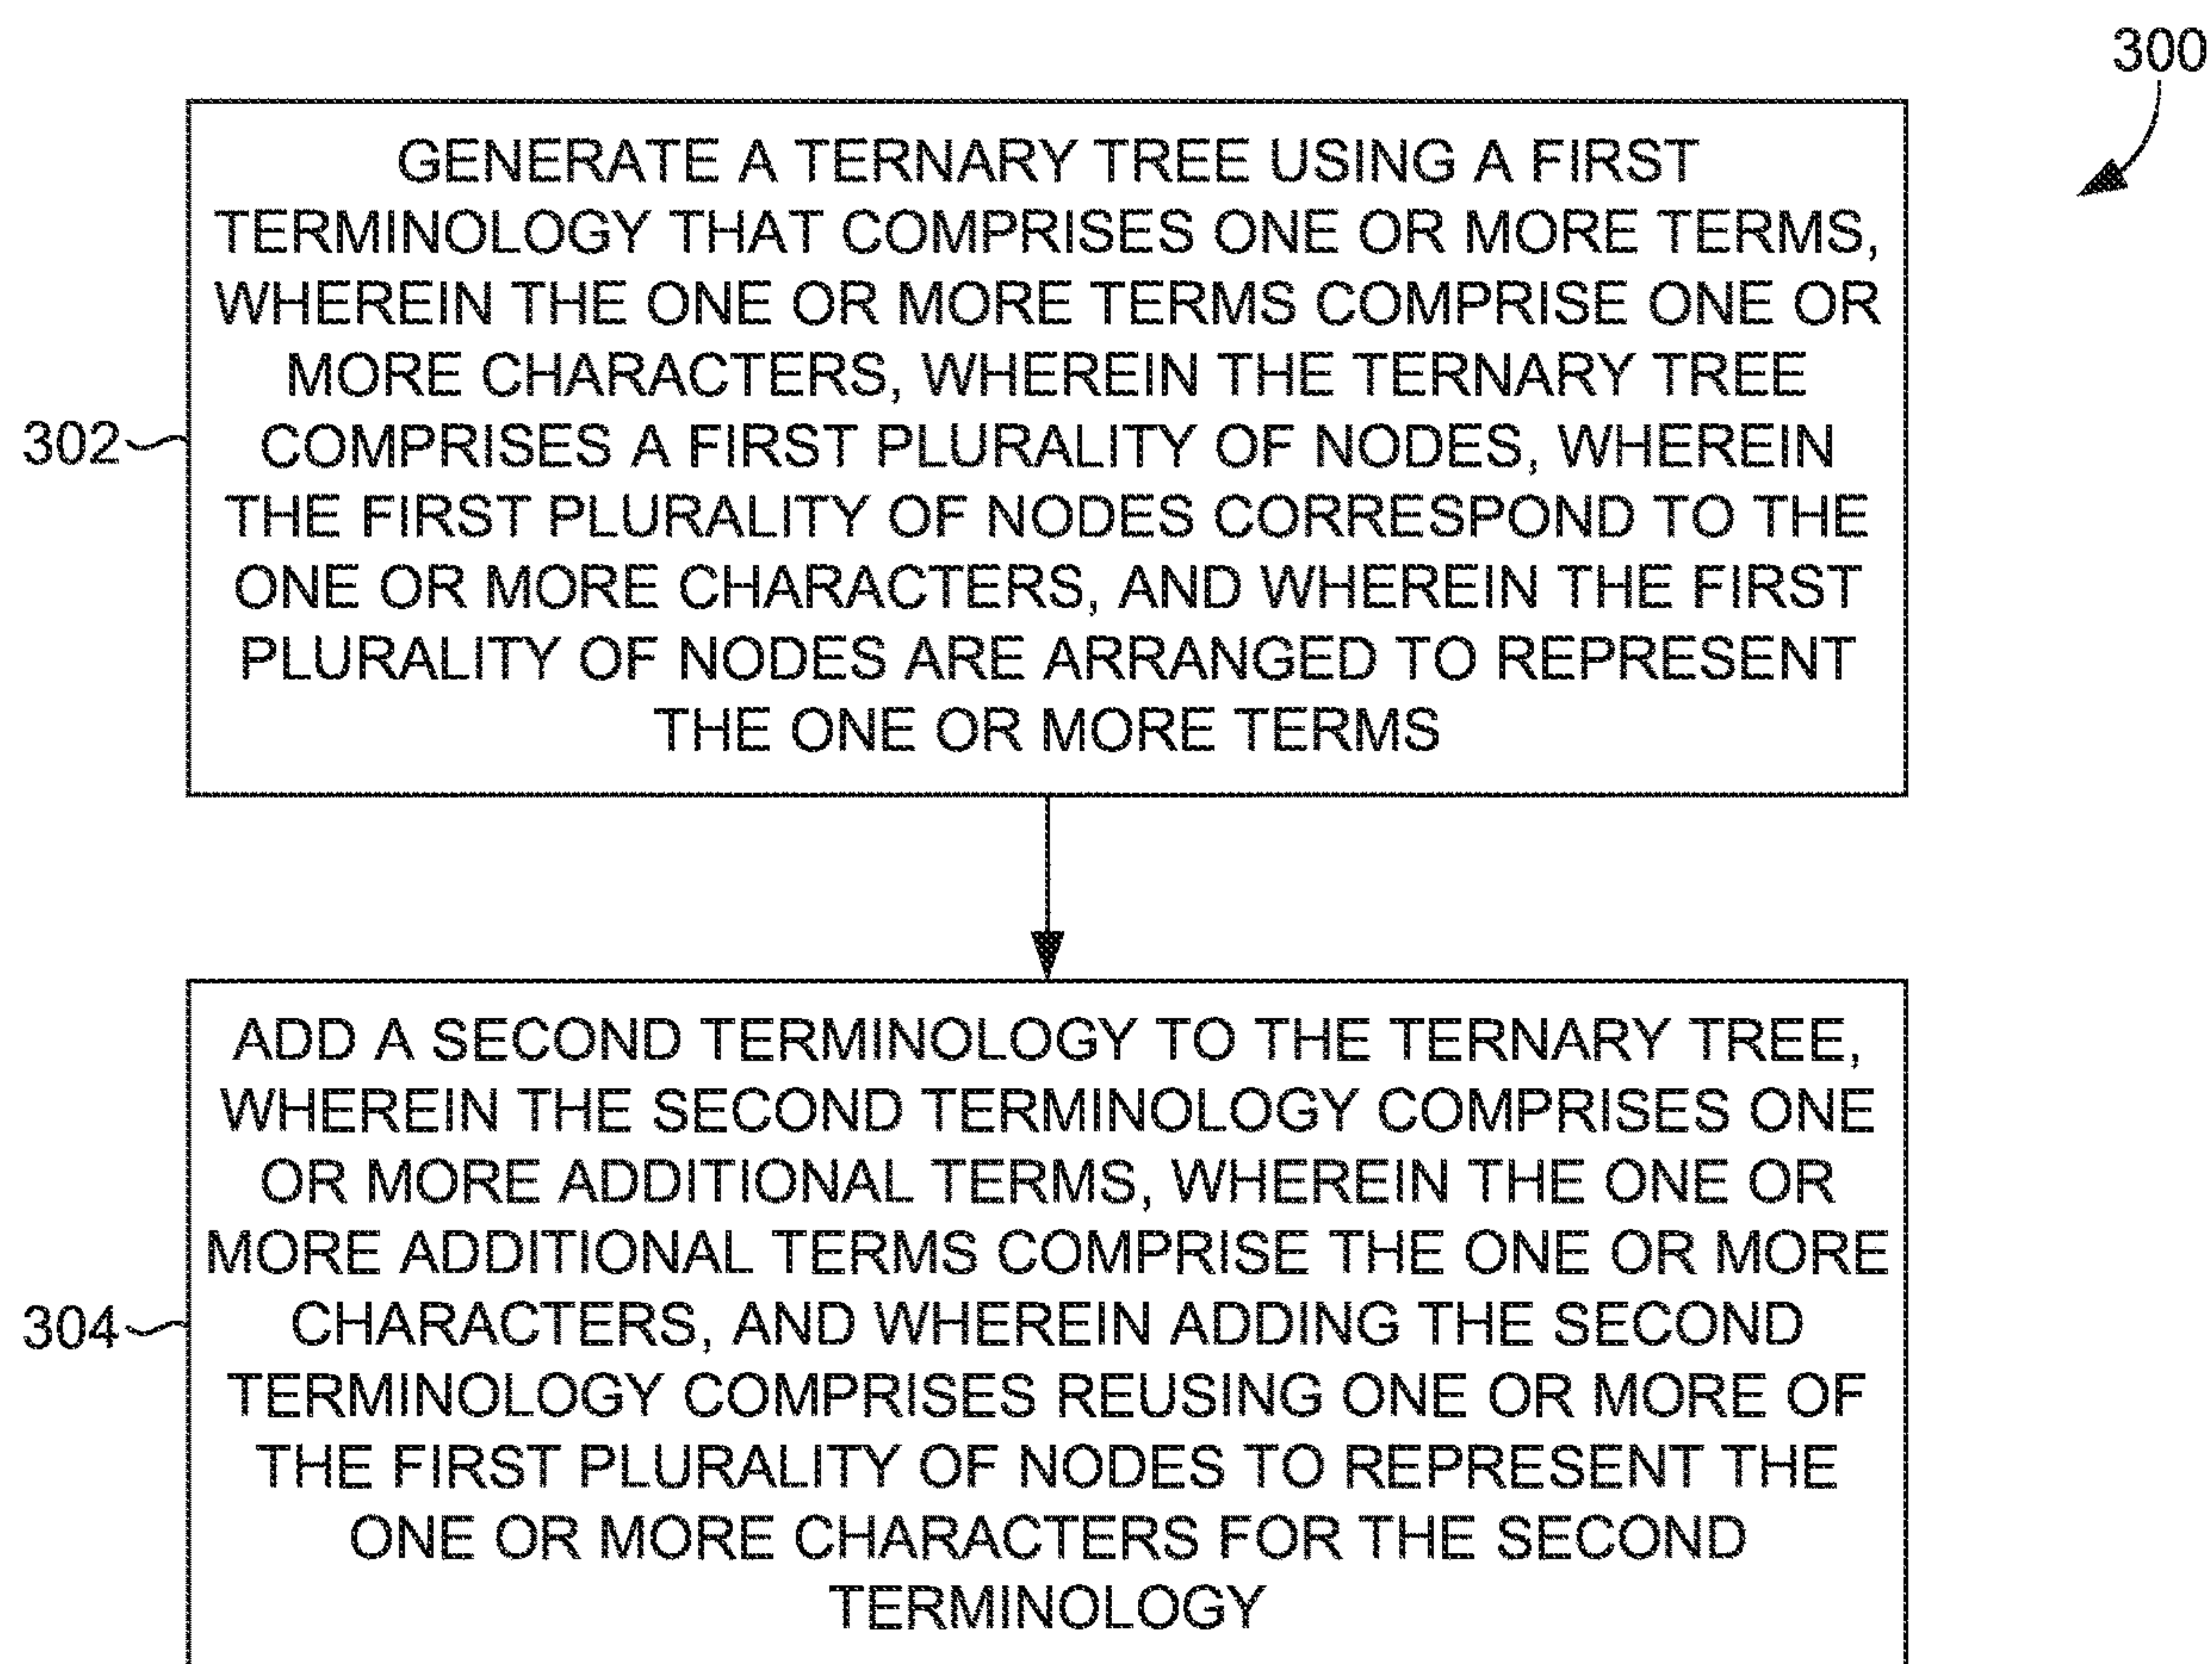 300
GENERATE A TERNARY TREE USING A FIRST
TERMINOLOGY THAT COMPRISES ONE OR MORE TERMS,
WHEREIN THE ONE OR MORE TERMS COMPRISE ONE OR
MORE CHARACTERS, WHEREIN THE TERNARY TREE
302
COMPRISES A FIRST PLURALITY OF NODES, WHEREIN
THE FIRST PLURALITY OF NODES CORRESPOND TO THE
ONE OR MORE CHARACTERS, AND WHEREIN THE FIRST
PLURALITY OF NODES ARE ARRANGED TO REPRESENT
THE ONE OR MORE TERMS
ADD A SECOND TERMINOLOGY TO THE TERNARY TREE,
WHEREIN THE SECOND TERMINOLOGY COMPRISES ONE
OR MORE ADDITIONAL TERMS, WHEREIN THE ONE OR
MORE ADDITIONAL TERMS COMPRISE THE ONE OR MORE
304
CHARACTERS, AND WHEREIN ADDING THE SECOND
TERMINOLOGY COMPRISES REUSING ONE OR MORE OF
THE FIRST PLURALITY OF NODES TO REPRESENT THE
ONE OR MORE CHARACTERS FOR THE SECOND
TERMINOLOGY